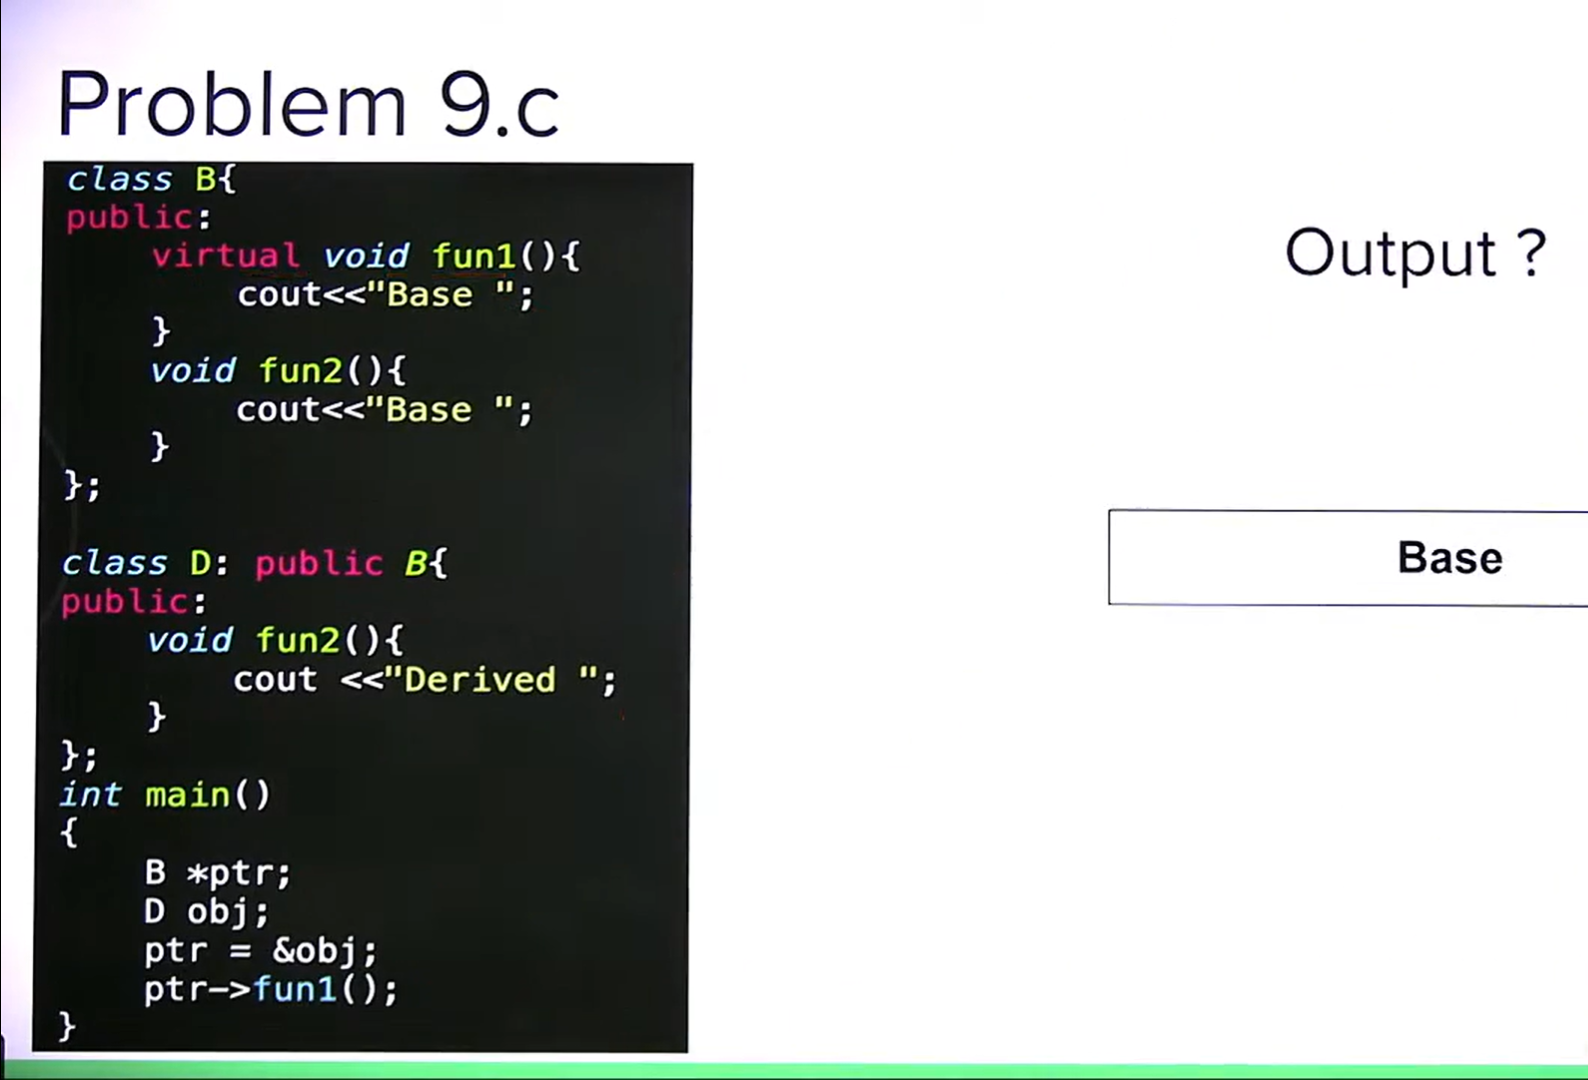 Problem 9.c
class B{
public:
    virtual void fun1(){
        cout<<"Base ";
    }
    void fun2(){
        cout<<"Base ";
    }
};

class D: public B{
public:
    void fun2(){
        cout <<"Derived ";
    }
};
int main()
{
    B *ptr;
    D obj;
    ptr = &obj;
    ptr->fun1();
}
Output ?
Base